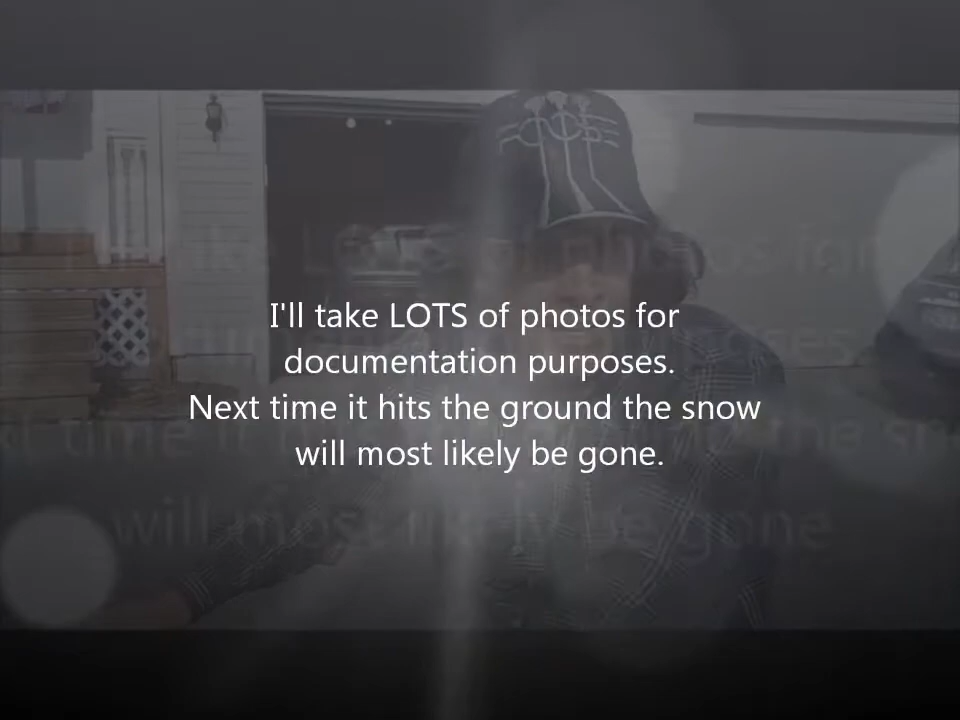 I'll take LOTS of photos for
documentation purposes.
Next time it hits the ground the snow
will most likely be gone.